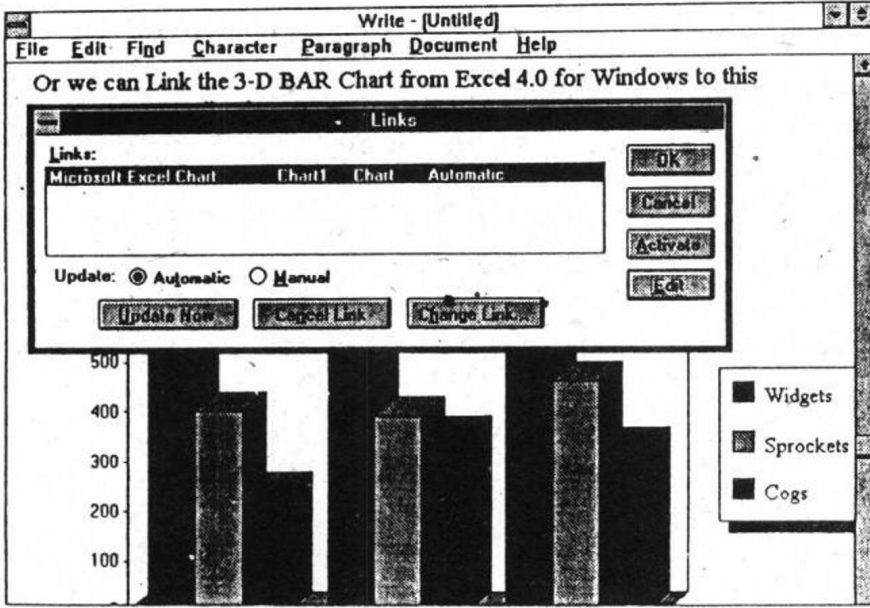 Write - [Untitled]
File Edit Find Character Paragraph Document Help
Or we can Link the 3-D BAR Chart from Excel 4.0 for Windows to this
Links
Links:
Microsoft Excel Chart Chart1 Chart Automatic
OK
Cancel
Activate
Edit
Update: Automatic Manual
Update Now Cancel Link Change Link...
500
400
300
200
100
Widgets
Sprockets
Cogs